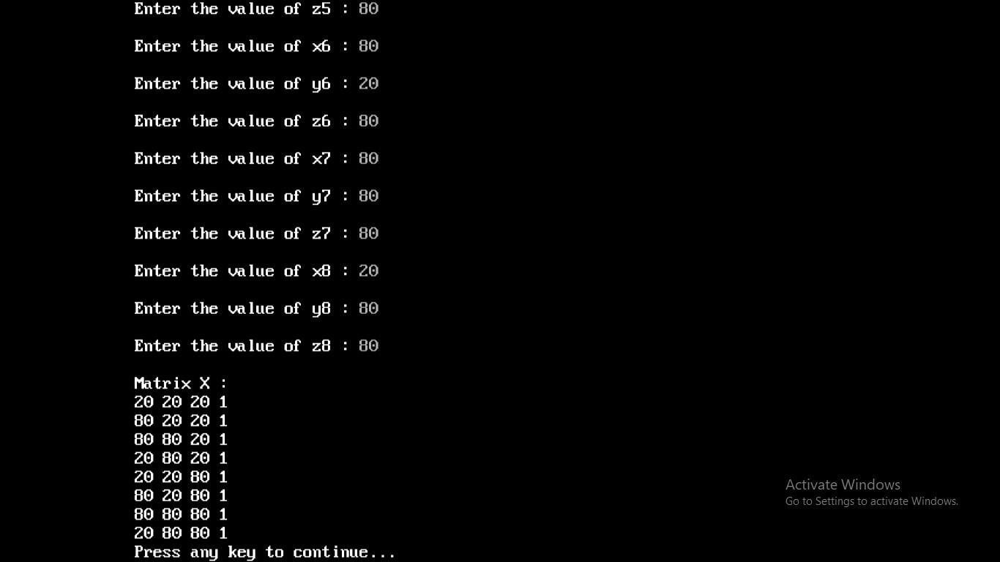 Enter the value of z5 : 80
Enter the value of x6 : 80
Enter the value of y6 : 20
Enter the value of z6 : 80
Enter the value of x7 : 80
Enter the value of y7 : 80
Enter the value of z7 : 80
Enter the value of x8 : 20
Enter the value of y8 : 80
Enter the value of z8 : 80
Matrix X :
20 20 20 1
80 20 20 1
80 80 20 1
20 80 20 1
20 20 80 1
80 20 80 1
80 80 80 1
20 80 80 1
Press any key to continue...
Activate Windows
Go to Settings to activate Windows.